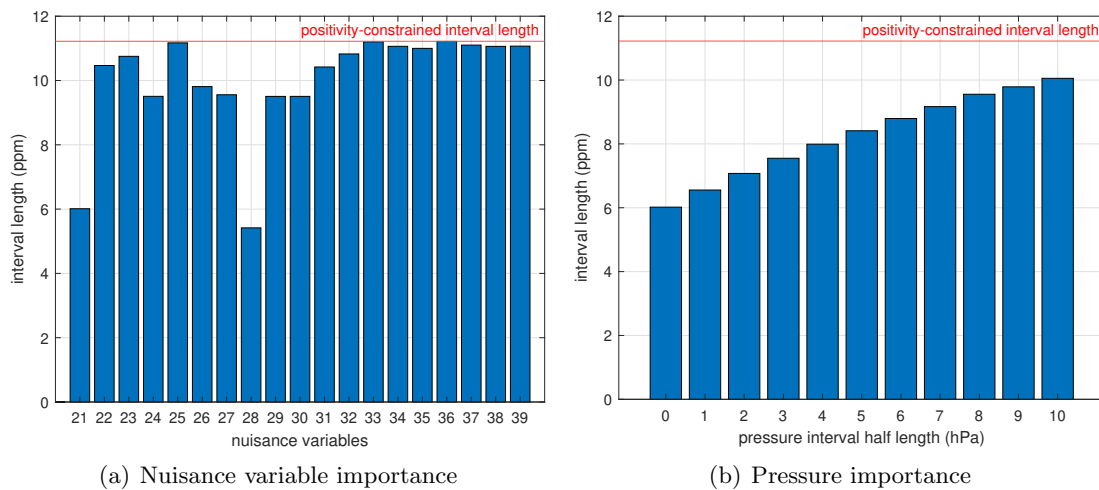 positivity-constrained interval length
12
10
8
6
4
2
0
interval length (ppm)
21 22 23 24 25 26 27 28 29 30 31 32 33 34 35 36 37 38 39
nuisance variables
(a) Nuisance variable importance
positivity-constrained interval length
12
10
8
6
4
2
0
interval length (ppm)
0 1 2 3 4 5 6 7 8 9 10
pressure interval half length (hPa)
(b) Pressure importance